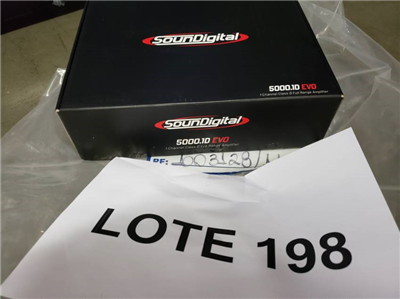 SounDigital
5000.1D EVO
1 Channel Class D Full Range Amplifier
SounDigital
5000.1D EVO
1 Channel Class D Full Range Amplifier
RF:
LOTE 198